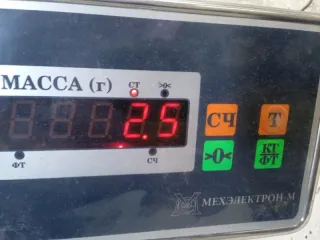 МАССА (г)
СТ >0<
2.5
СЧ Т
ФТ СЧ
>0< КГ ФТ
МЕХЭЛЕКТРОН-М